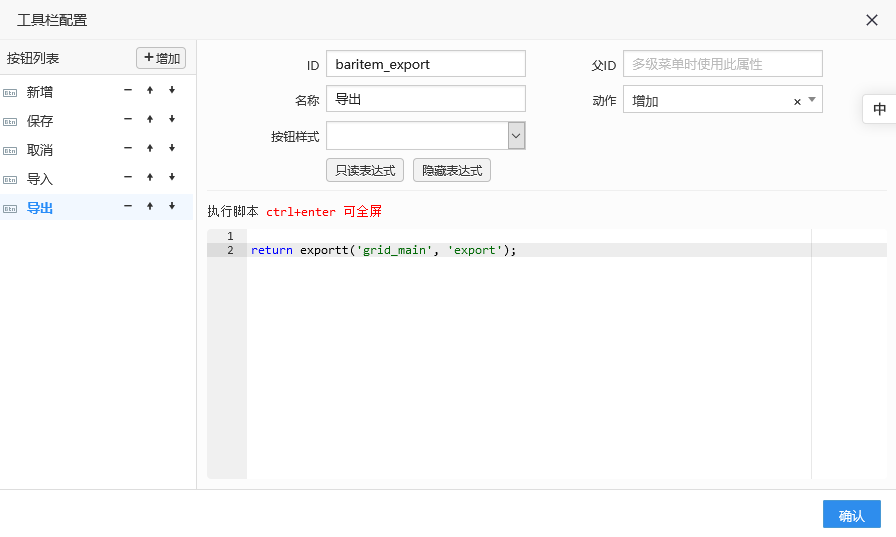 工具栏配置
按钮列表
增加
Btn 新增
Btn 保存
Btn 取消
Btn 导入
Btn 导出
ID baritem_export
父ID 多级菜单时使用此属性
名称 导出
动作 增加
按钮样式
只读表达式 隐藏表达式
中
执行脚本 ctrl+enter 可全屏
1
2 return exportt('grid_main', 'export');
确认